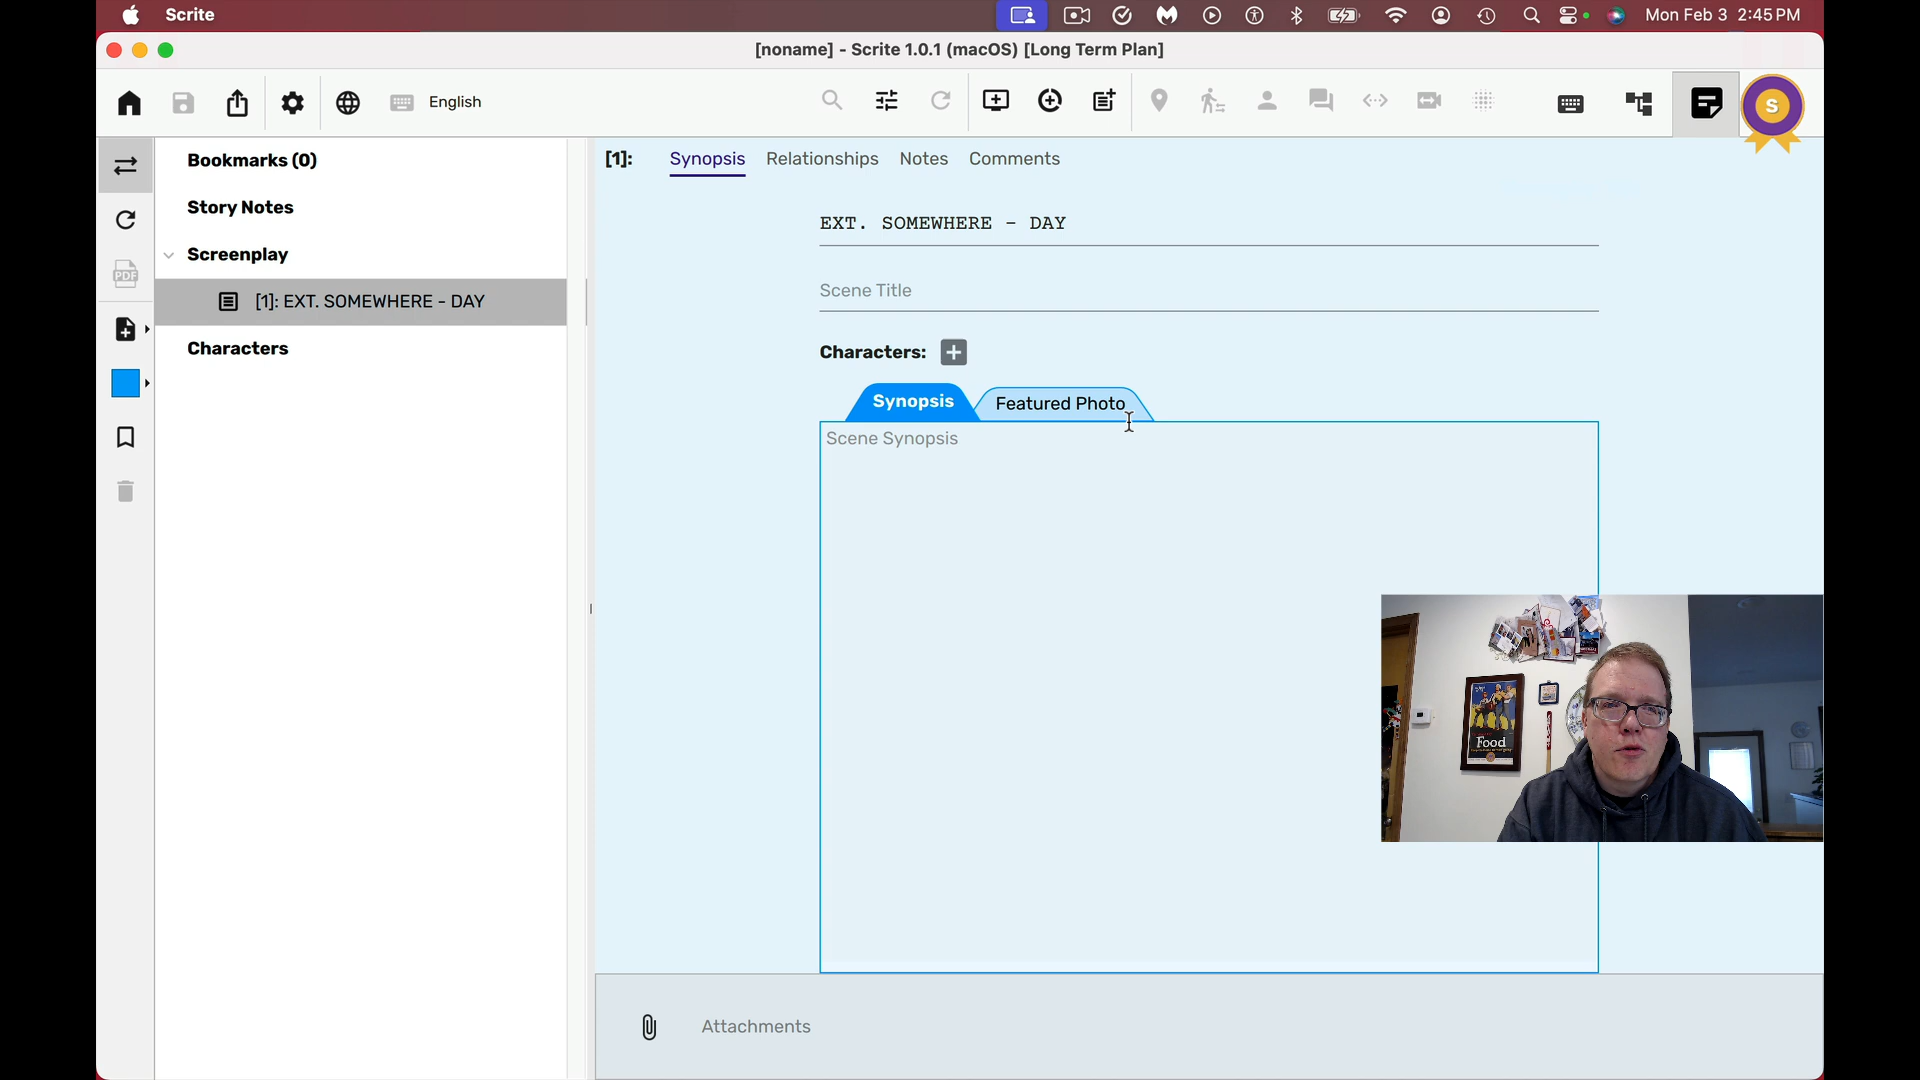 Scrite
Mon Feb 3 2:45 PM
[noname] - Scrite 1.0.1 (macOS) [Long Term Plan]
English
S
PDF
Bookmarks (0)
Story Notes
Screenplay
[1]: EXT. SOMEWHERE - DAY
Characters
[1]: Synopsis Relationships Notes Comments
EXT. SOMEWHERE - DAY
Scene Title
Characters:
Synopsis Featured Photo
Scene Synopsis
Food
Attachments